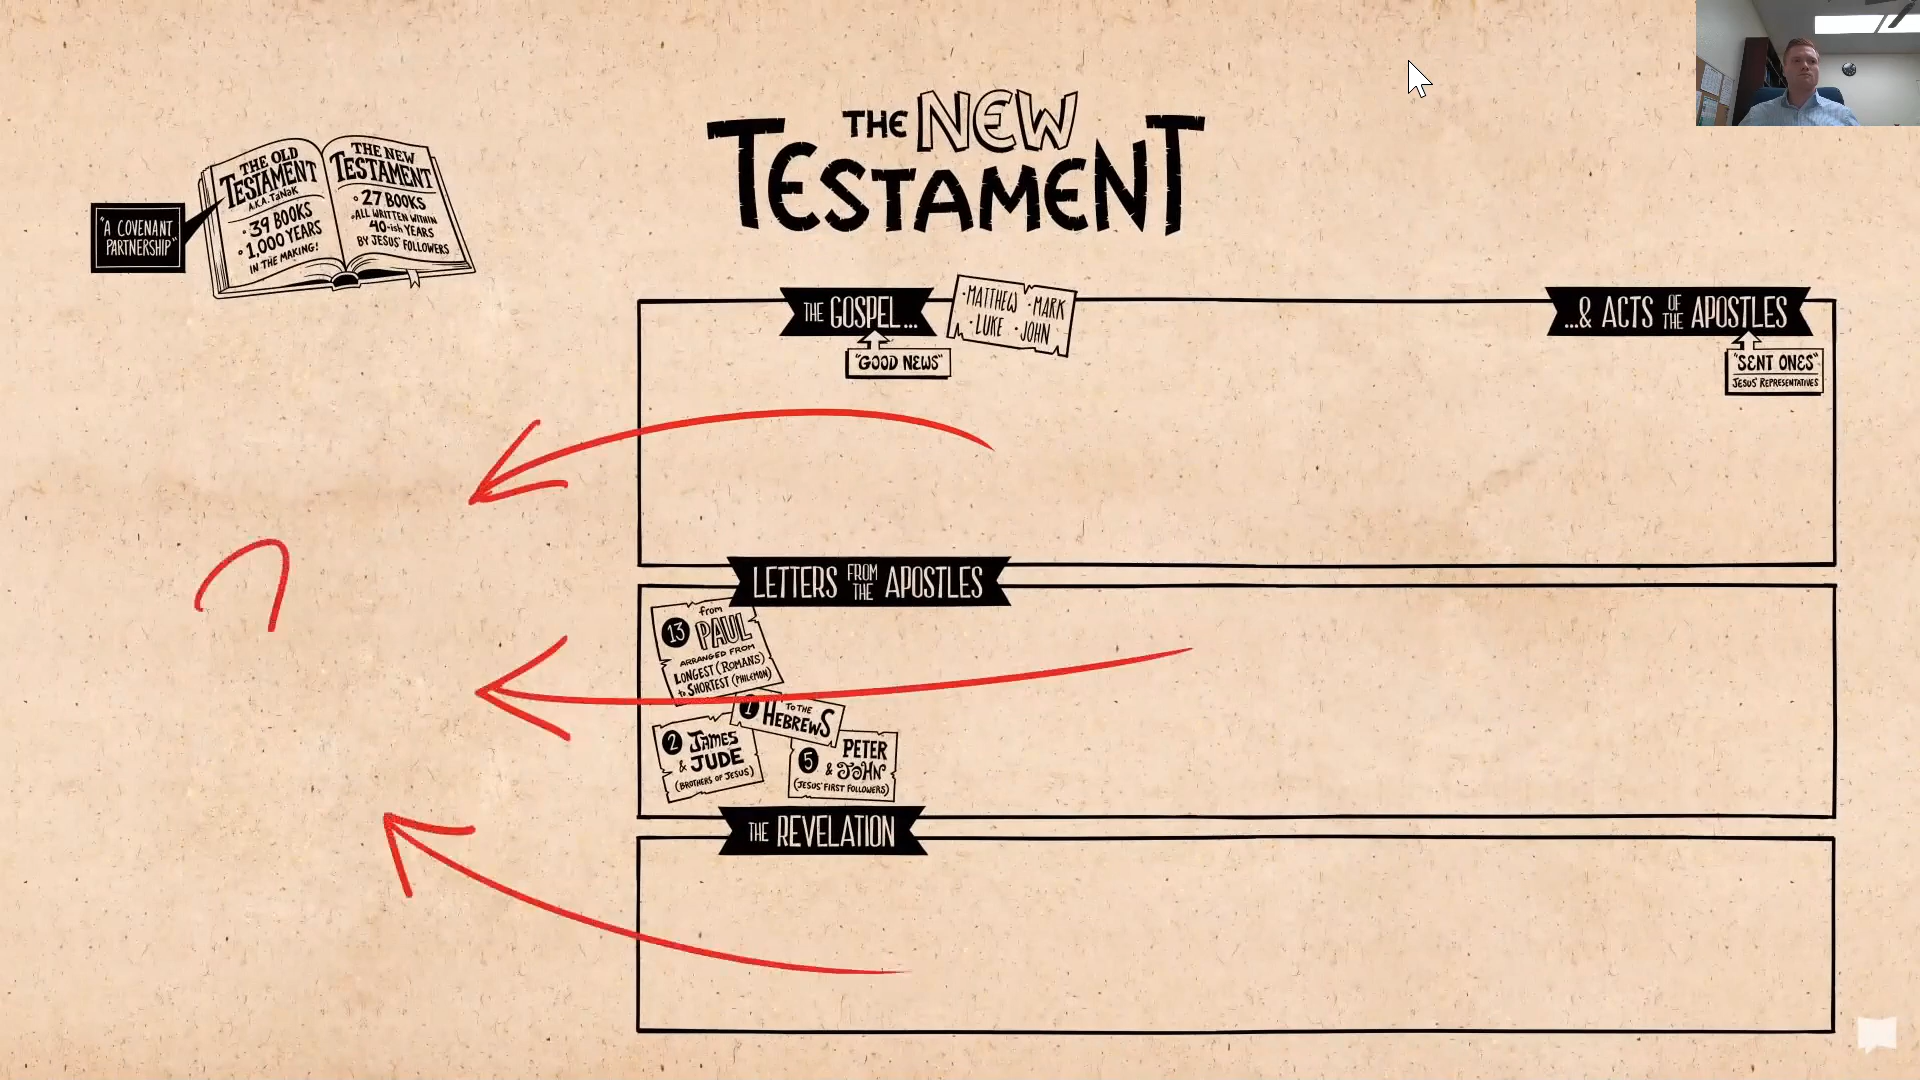 THE NEW
TESTAMENT
THE OLD
TESTAMENT
A.K.A. TaNaK
• 39 BOOKS
• 1,000 YEARS
IN THE MAKING!
THE NEW
TESTAMENT
• 27 BOOKS
• ALL WRITTEN WITHIN
40-ish YEARS
BY JESUS' FOLLOWERS
"A COVENANT
PARTNERSHIP"
THE GOSPEL...
"GOOD NEWS"
• MATTHEW • MARK
• LUKE • JOHN
...& ACTS OF THE APOSTLES
"SENT ONES"
JESUS' REPRESENTATIVES
LETTERS FROM THE APOSTLES
from
13 PAUL
ARRANGED FROM
LONGEST (ROMANS)
to SHORTEST (PHILEMON)
1 TO THE
HEBREWS
2 JAMES
& JUDE
(BROTHERS OF JESUS)
5 PETER
& JOHN
(JESUS' FIRST FOLLOWERS)
THE REVELATION